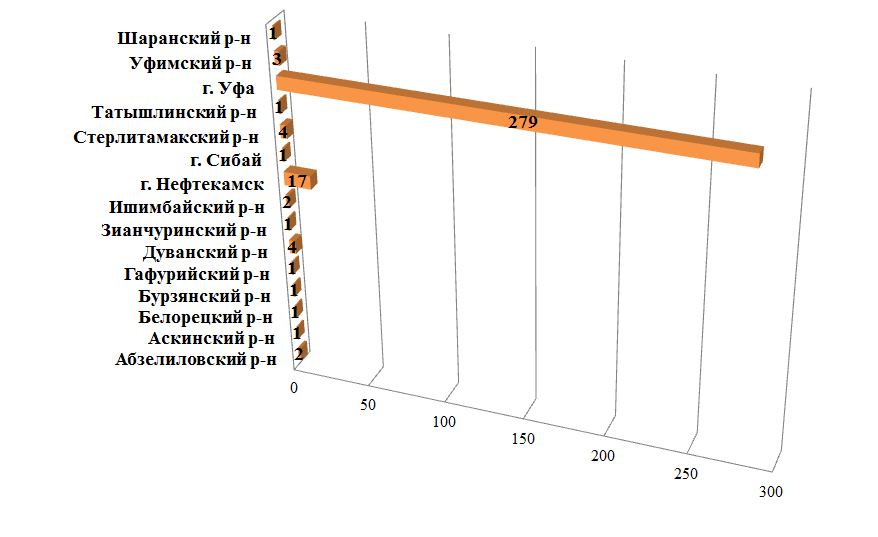 Шаранский р-н 1
Уфимский р-н 3
г. Уфа 279
Татышлинский р-н 1
Стерлитамакский р-н 4
г. Сибай 1
г. Нефтекамск 17
Ишимбайский р-н 2
Зианчуринский р-н 1
Дуванский р-н 4
Гафурийский р-н 1
Бурзянский р-н 1
Белорецкий р-н 1
Аскинский р-н 1
Абзелиловский р-н 2
0 50 100 150 200 250 300